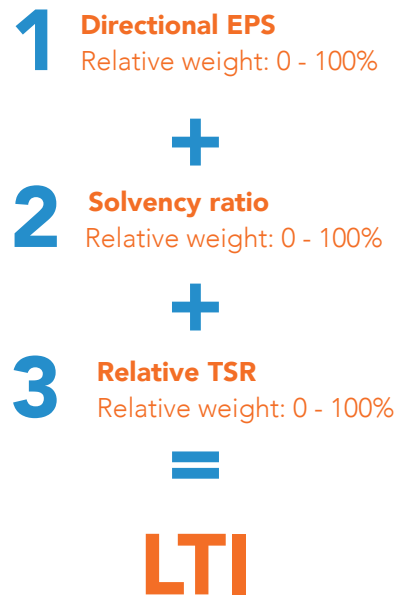 1 Directional EPS
Relative weight: 0 - 100%
+
2 Solvency ratio
Relative weight: 0 - 100%
+
3 Relative TSR
Relative weight: 0 - 100%
=
LTI